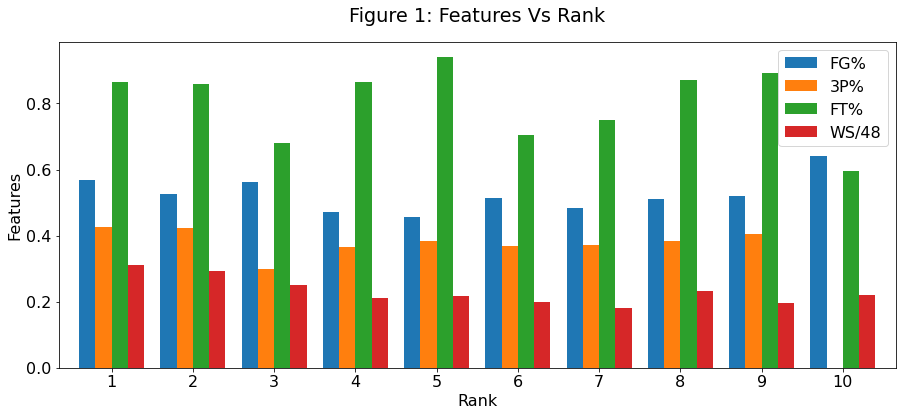 Figure 1: Features Vs Rank
FG%
3P%
FT%
WS/48
Features
0.8
0.6
0.4
0.2
0.0
1 2 3 4 5 6 7 8 9 10
Rank